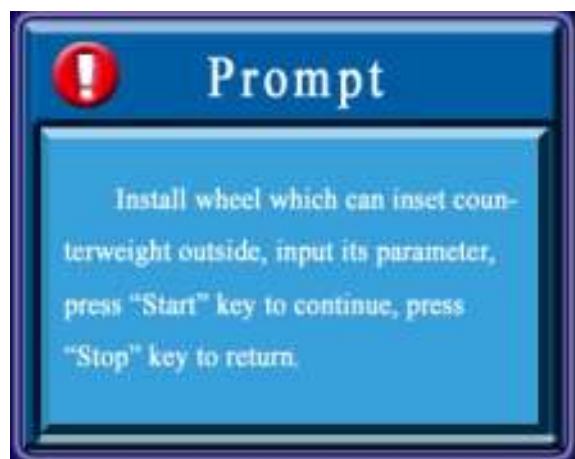 Prompt
Install wheel which can inset coun-
terweight outside, input its parameter,
press “Start” key to continue, press
“Stop” key to return.